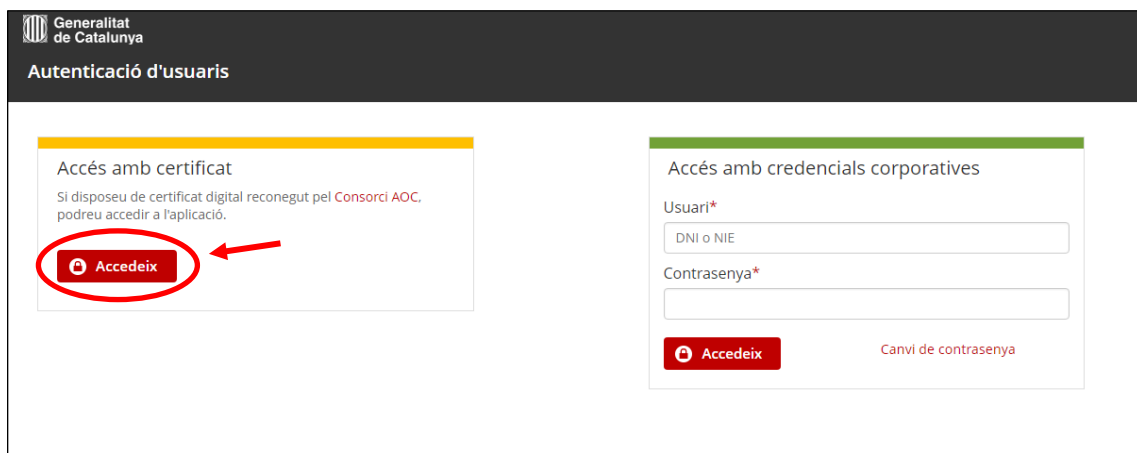 Generalitat
de Catalunya
Autenticació d'usuaris
Accés amb certificat
Si disposeu de certificat digital reconegut pel Consorci AOC,
podreu accedir a l'aplicació.
Accedeix
Accés amb credencials corporatives
Usuari*
DNI o NIE
Contrasenya*
Accedeix
Canvi de contrasenya